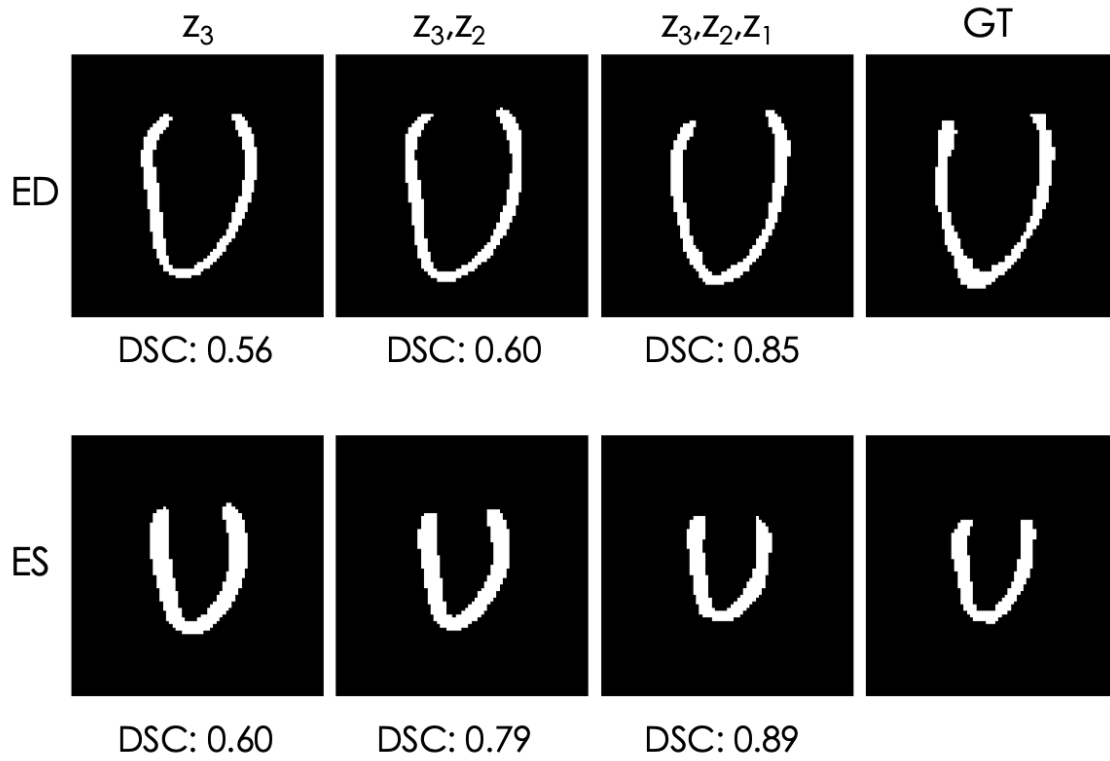 z₃ z₃,z₂ z₃,z₂,z₁ GT
ED
DSC: 0.56 DSC: 0.60 DSC: 0.85
ES
DSC: 0.60 DSC: 0.79 DSC: 0.89